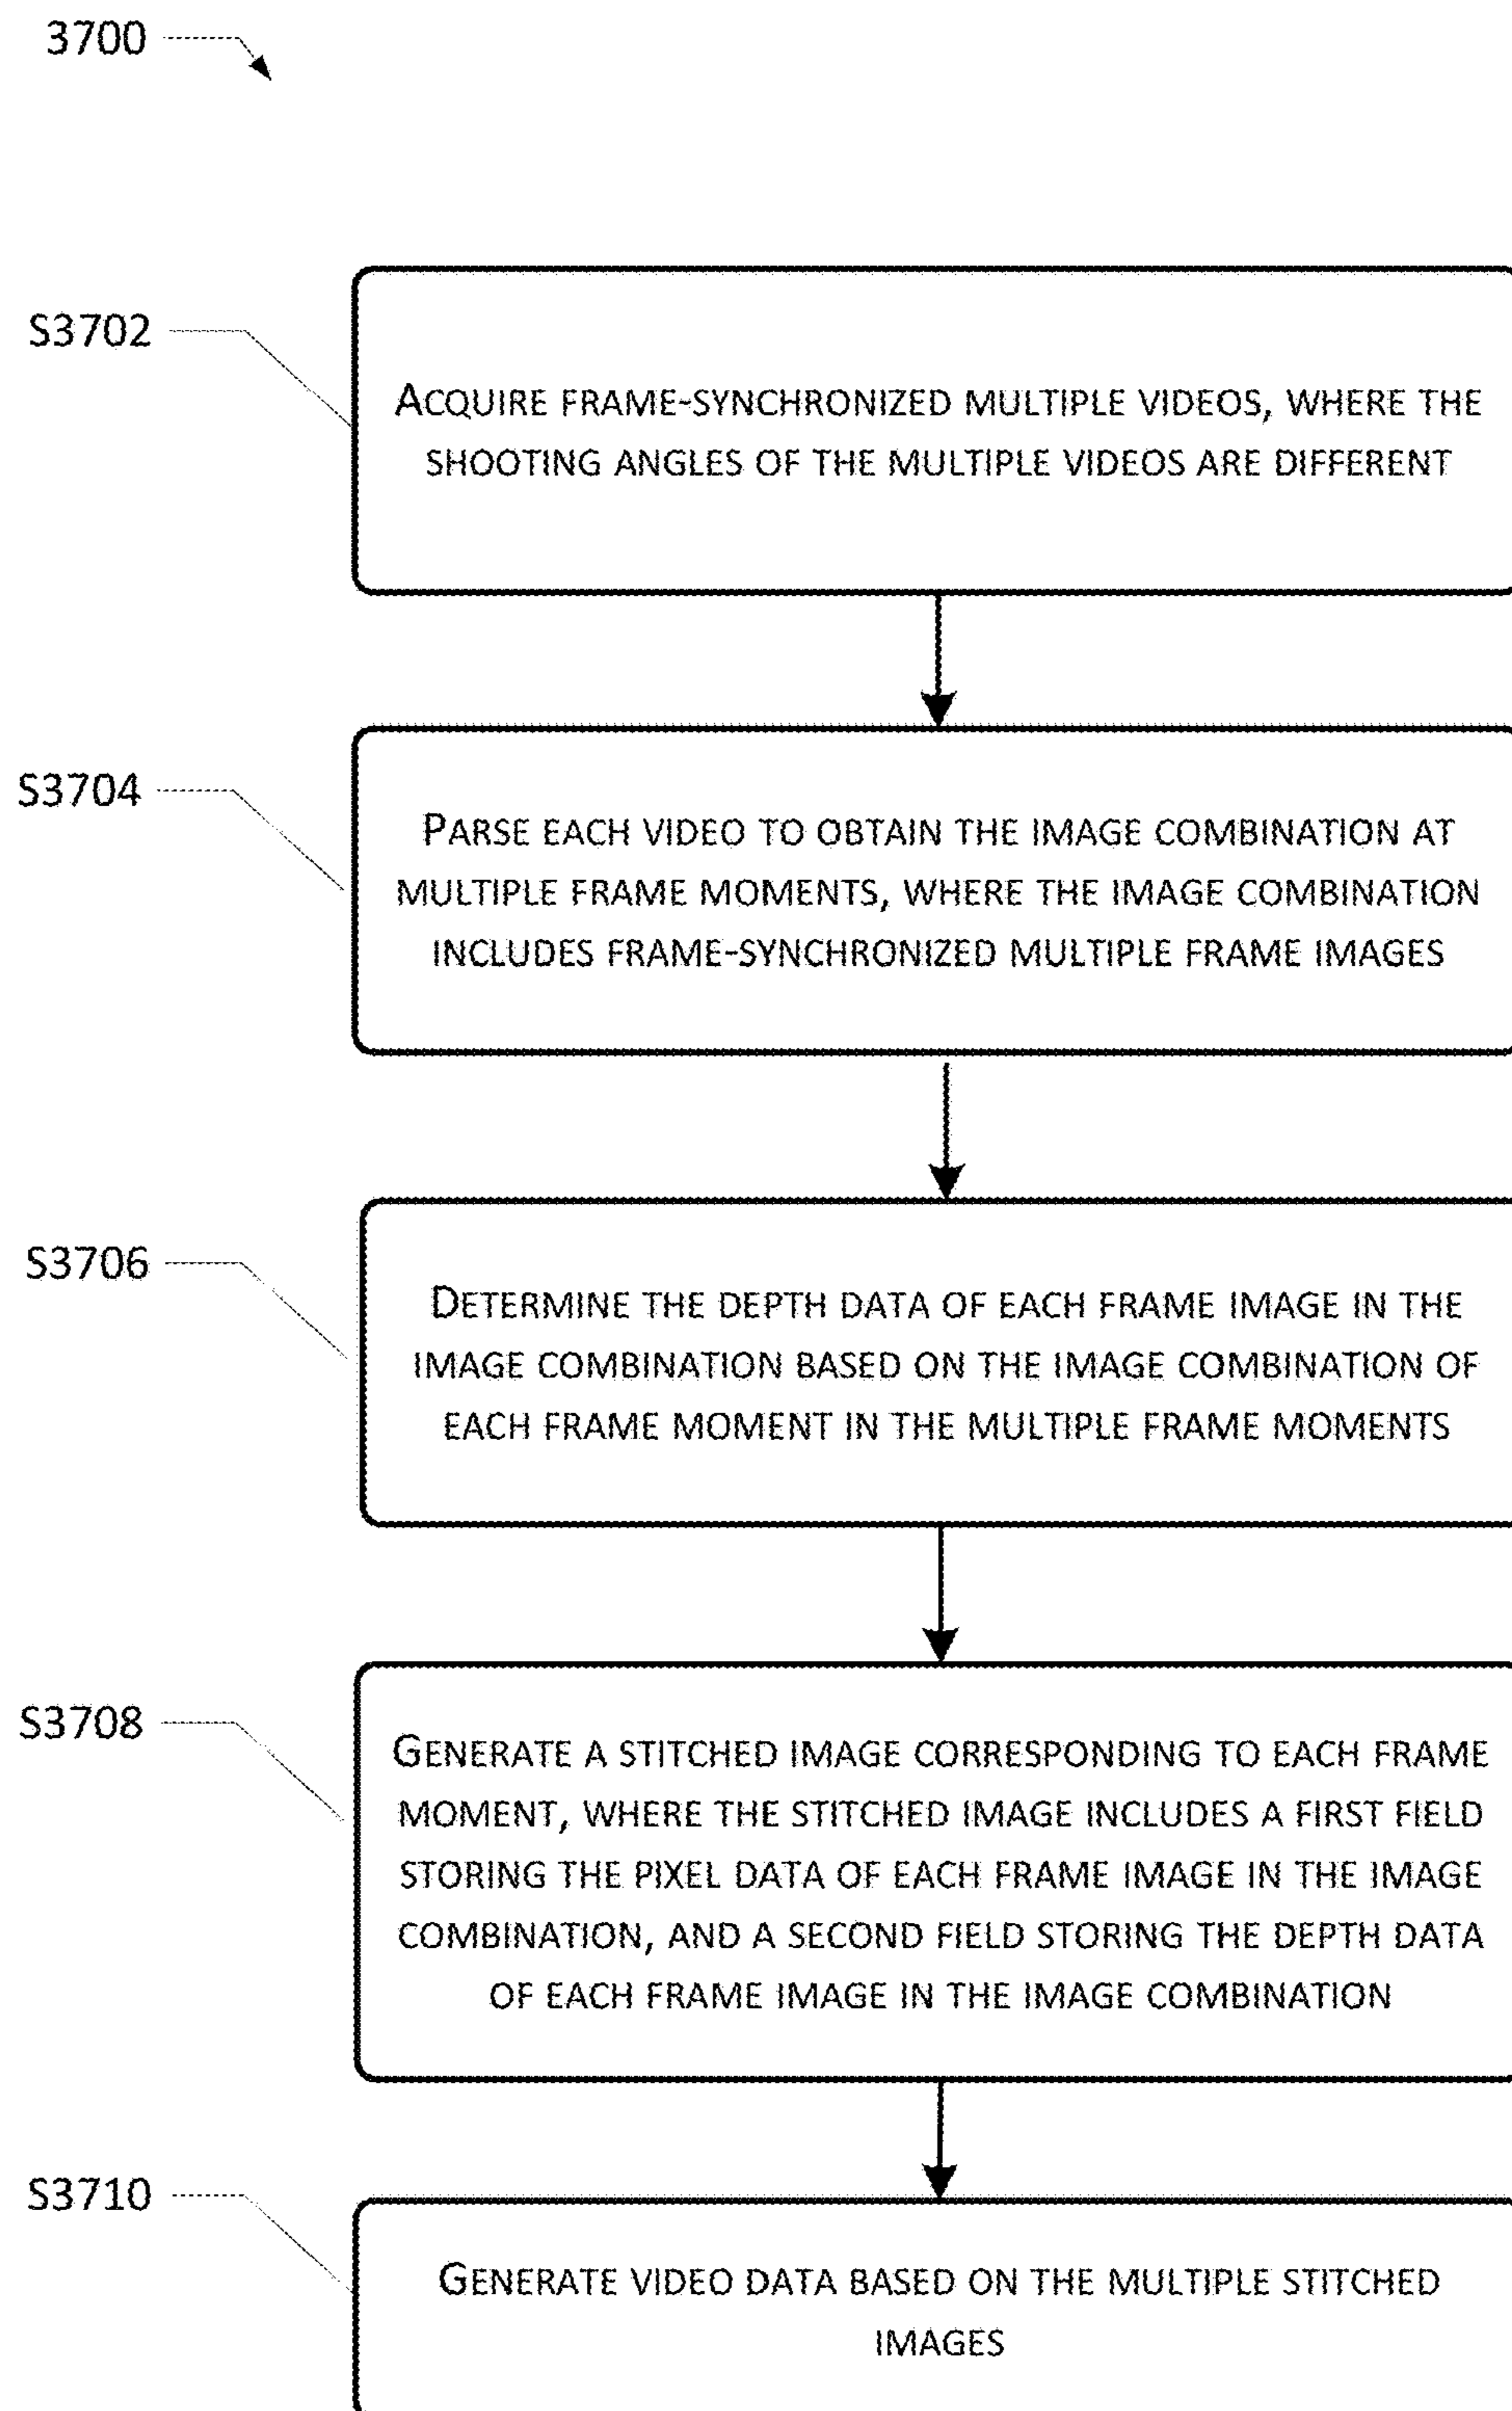 3700
S3702
ACQUIRE FRAME-SYNCHRONIZED MULTIPLE VIDEOS, WHERE THE
SHOOTING ANGLES OF THE MULTIPLE VIDEOS ARE DIFFERENT
S3704
PARSE EACH VIDEO TO OBTAIN THE IMAGE COMBINATION AT
MULTIPLE FRAME MOMENTS, WHERE THE IMAGE COMBINATION
INCLUDES FRAME-SYNCHRONIZED MULTIPLE FRAME IMAGES
S3706
DETERMINE THE DEPTH DATA OF EACH FRAME IMAGE IN THE
IMAGE COMBINATION BASED ON THE IMAGE COMBINATION OF
EACH FRAME MOMENT IN THE MULTIPLE FRAME MOMENTS
S3708
GENERATE A STITCHED IMAGE CORRESPONDING TO EACH FRAME
MOMENT, WHERE THE STITCHED IMAGE INCLUDES A FIRST FIELD
STORING THE PIXEL DATA OF EACH FRAME IMAGE IN THE IMAGE
COMBINATION, AND A SECOND FIELD STORING THE DEPTH DATA
OF EACH FRAME IMAGE IN THE IMAGE COMBINATION
S3710
GENERATE VIDEO DATA BASED ON THE MULTIPLE STITCHED
IMAGES